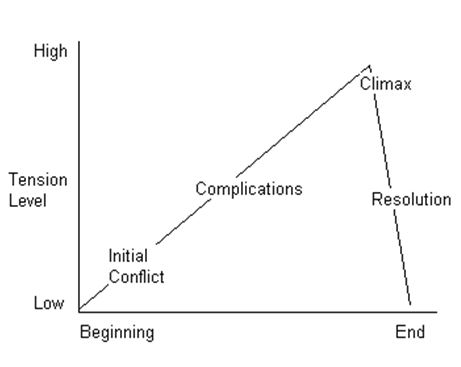 High
Climax
Tension
Level
Complications
Resolution
Initial
Conflict
Low
Beginning
End